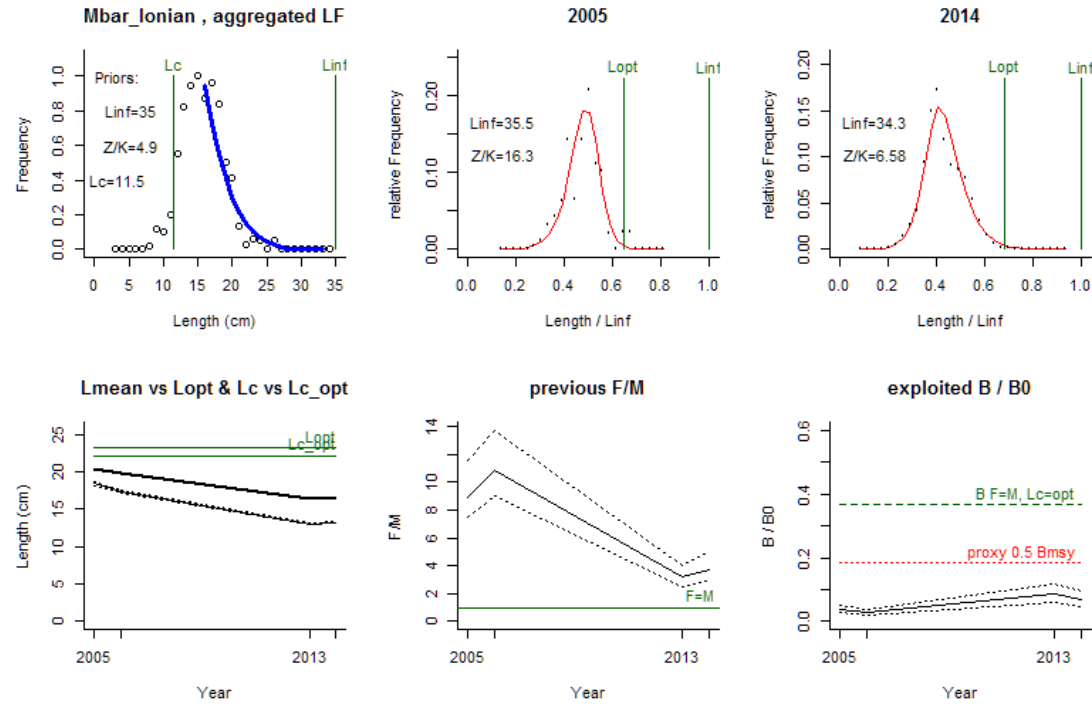 Mbar_Ionian , aggregated LF
Lc
Linf
Priors:
Linf=35
Z/K=4.9
Lc=11.5
Frequency
0.0 0.2 0.4 0.6 0.8 1.0
0 5 10 15 20 25 30 35
Length (cm)
2005
Lopt
Linf
Linf=35.5
Z/K=16.3
relative Frequency
0.00 0.10 0.20
0.0 0.2 0.4 0.6 0.8 1.0
Length / Linf
2014
Lopt
Linf
Linf=34.3
Z/K=6.58
relative Frequency
0.00 0.05 0.10 0.15 0.20
0.0 0.2 0.4 0.6 0.8 1.0
Length / Linf
Lmean vs Lopt & Lc vs Lc_opt
Lopt
Lc_opt
Length (cm)
0 5 10 15 20 25
2005 2013
Year
previous F/M
F=M
F/M
0 2 4 6 8 10 14
2005 2013
Year
exploited B / B0
B F=M, Lc=opt
proxy 0.5 Bmsy
B / B0
0.0 0.2 0.4 0.6
2005 2013
Year